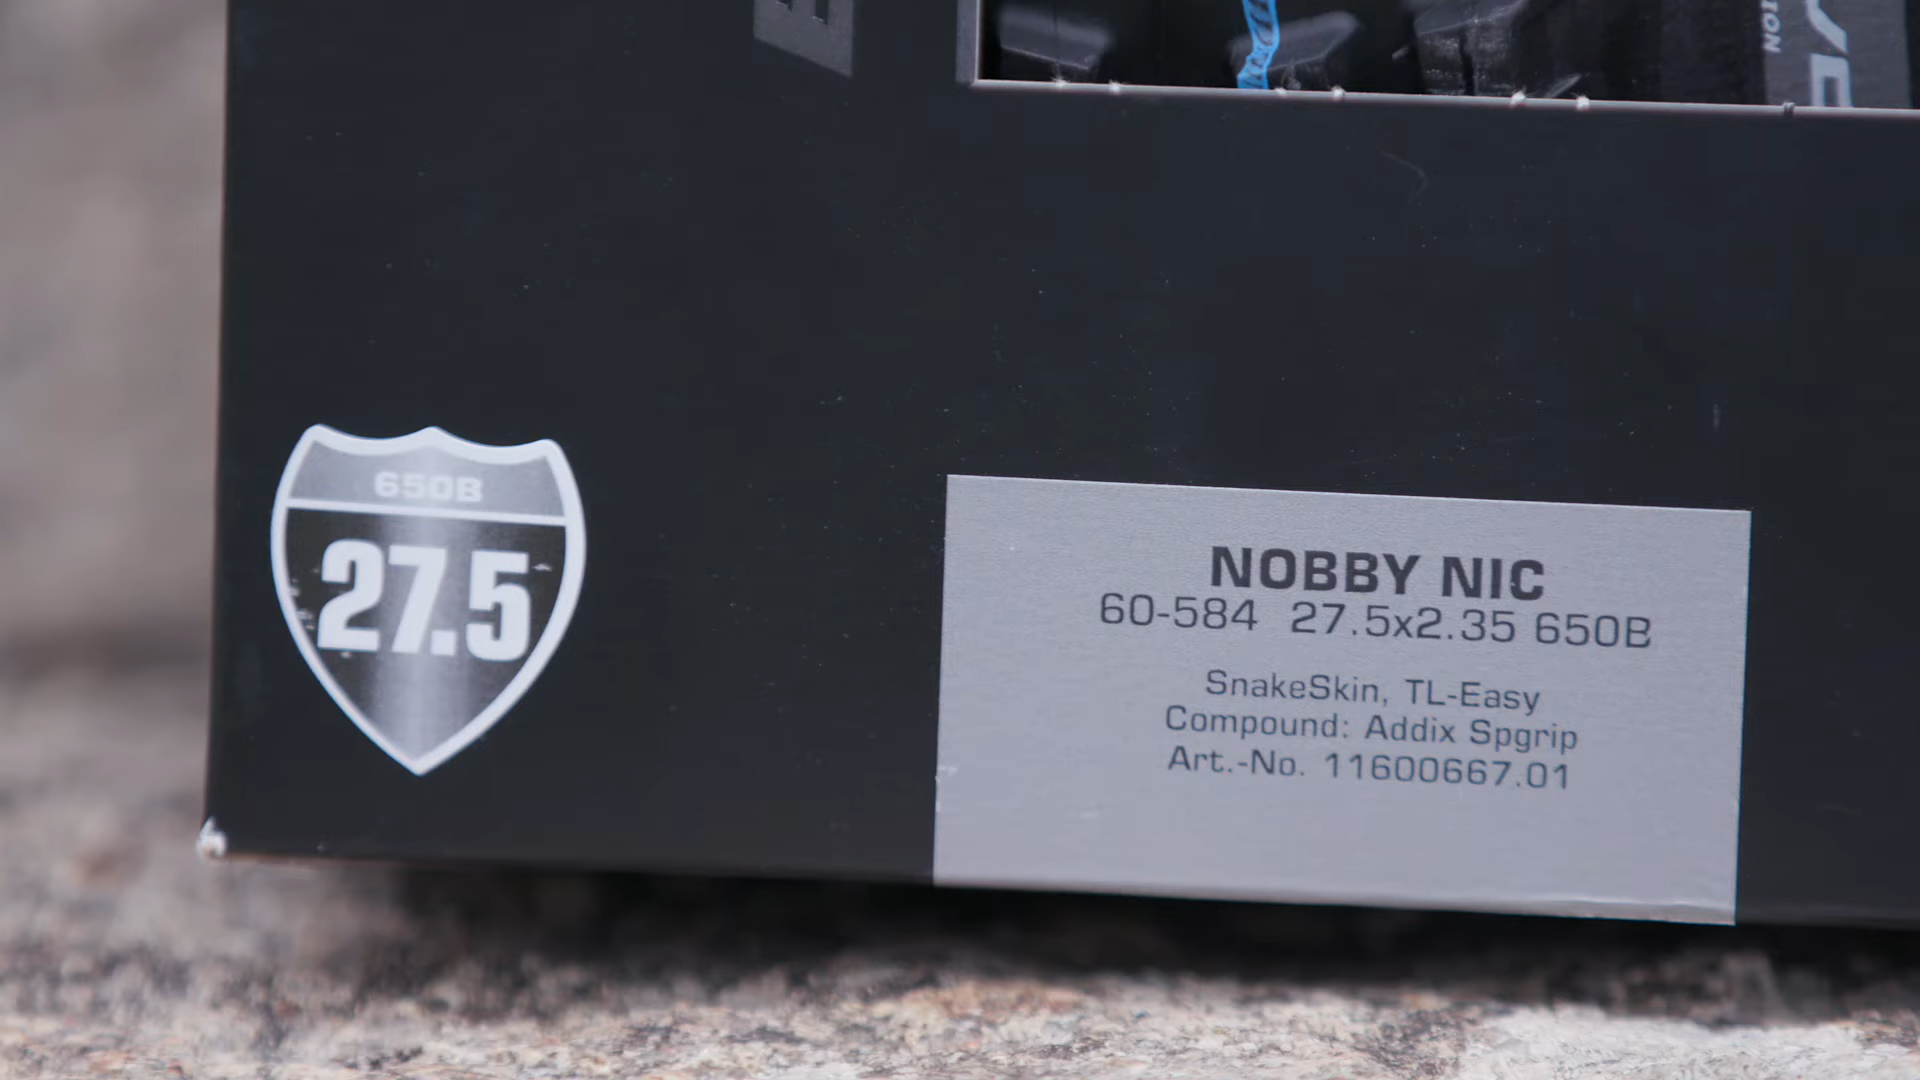 650B
27.5
NOBBY NIC
60-584 27.5x2.35 650B
SnakeSkin, TL-Easy
Compound: Addix Spgrip
Art.-No. 11600667.01